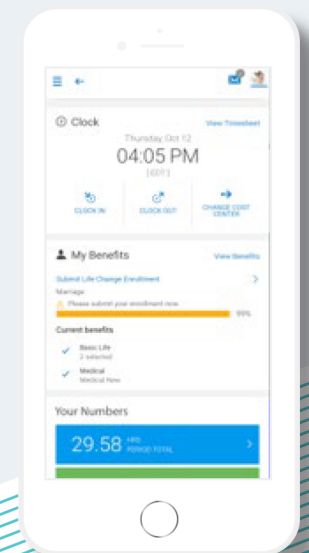 Clock
View Timesheet
Thursday, Oct 12
04:05 PM
(EDT)
CLOCK IN
CLOCK OUT
CHANGE COST
CENTER
My Benefits
View Benefits
Submit Life Change Enrollment
Marriage
Please submit your enrollment now.
99%
Current benefits
Basic Life
2 selected
Medical
Medical New
Your Numbers
29.58 HRS
PERIOD TOTAL